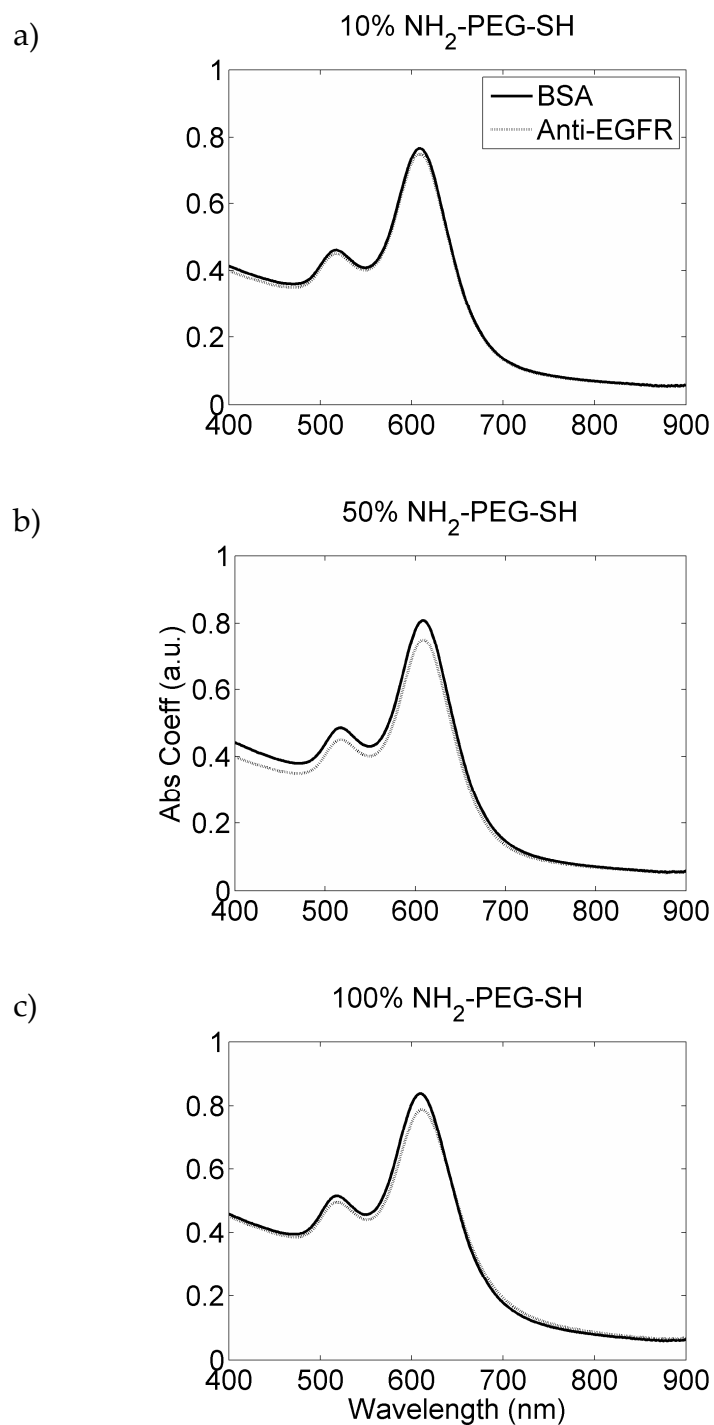 a)
10% NH2-PEG-SH
BSA
Anti-EGFR
1
0.8
0.6
0.4
0.2
0
400 500 600 700 800 900
b)
50% NH2-PEG-SH
Abs Coeff (a.u.)
1
0.8
0.6
0.4
0.2
0
400 500 600 700 800 900
c)
100% NH2-PEG-SH
1
0.8
0.6
0.4
0.2
0
400 500 600 700 800 900
Wavelength (nm)